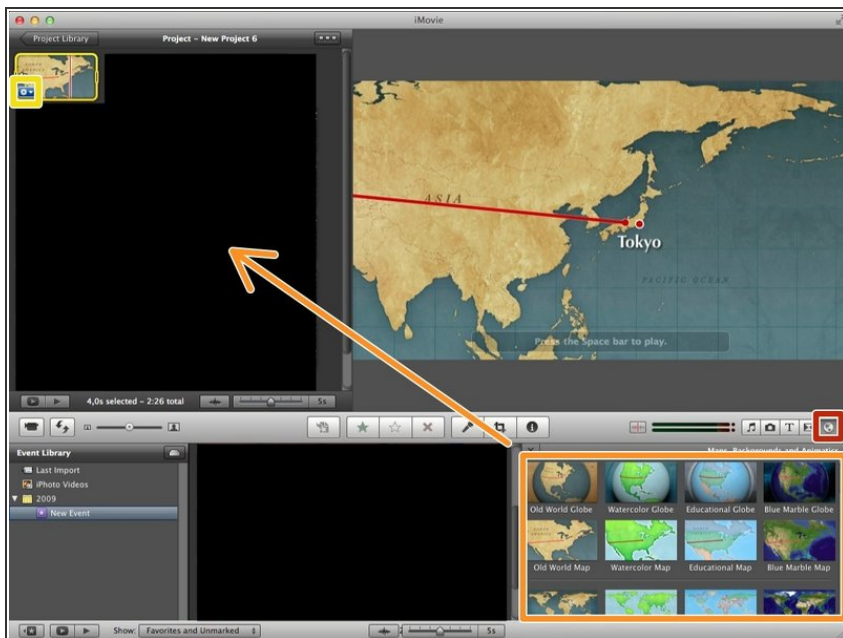 iMovie
Project Library
Project – New Project 6
ASIA
Tokyo
PACIFIC OCEAN
Press the Space bar to play.
4,0s selected – 2:26 total
5s
T
Event Library
Maps, Backgrounds and Animatics
Last Import
iPhoto Videos
2009
New Event
Old World Globe
Watercolor Globe
Educational Globe
Blue Marble Globe
Old World Map
Watercolor Map
Educational Map
Blue Marble Map
Show: Favorites and Unmarked
5s